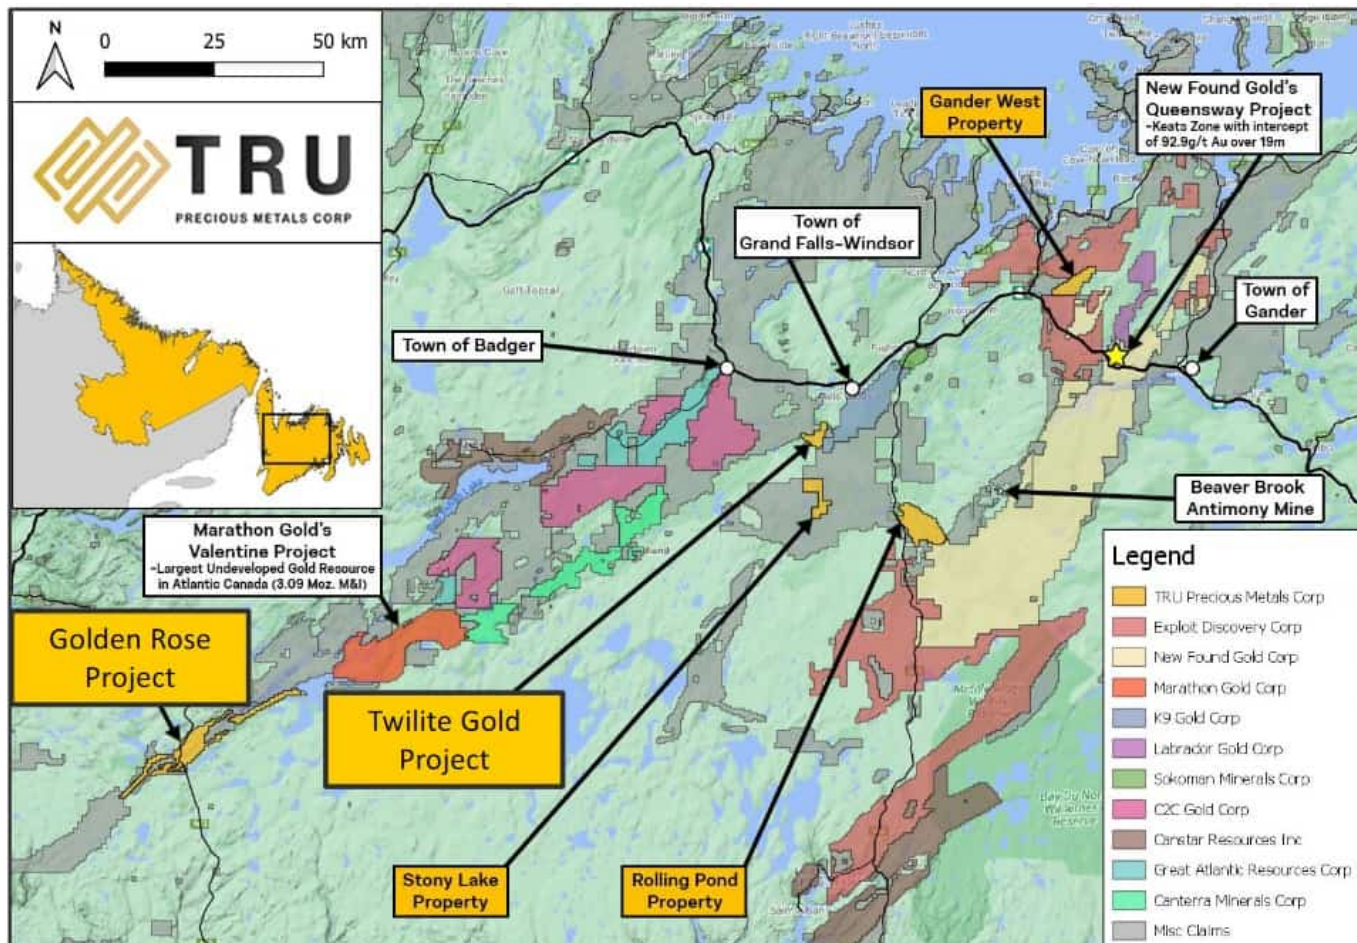 N
0 25 50 km
TRU
PRECIOUS METALS CORP
Gander West
Property
New Found Gold's
Queensway Project
-Keats Zone with intercept
of 92.9g/t Au over 19m
Town of
Grand Falls-Windsor
Town of
Gander
Town of Badger
Beaver Brook
Antimony Mine
Marathon Gold's
Valentine Project
-Largest Undeveloped Gold Resource
in Atlantic Canada (3.09 Moz. M&I)
Golden Rose
Project
Twilite Gold
Project
Stony Lake
Property
Rolling Pond
Property
Legend
TRU Precious Metals Corp
Exploit Discovery Corp
New Found Gold Corp
Marathon Gold Corp
K9 Gold Corp
Labrador Gold Corp
Sokoman Minerals Corp
C2C Gold Corp
Canstar Resources Inc
Great Atlantic Resources Corp
Canterra Minerals Corp
Misc Claims